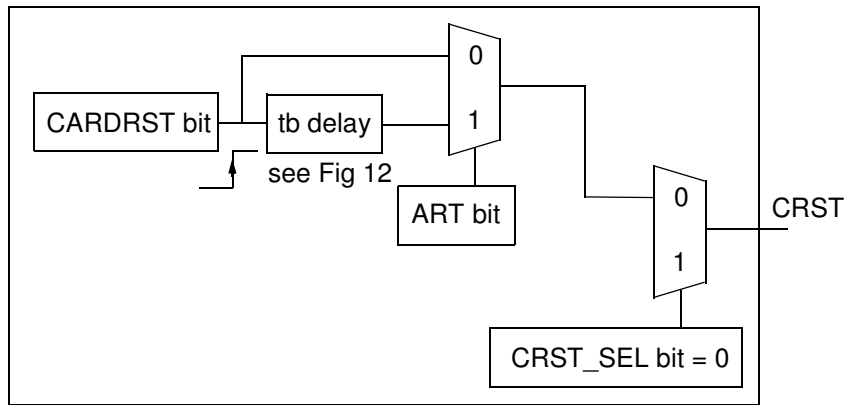 0
CARDRST bit
tb delay
1
see Fig 12
ART bit
0
CRST
1
CRST_SEL bit = 0